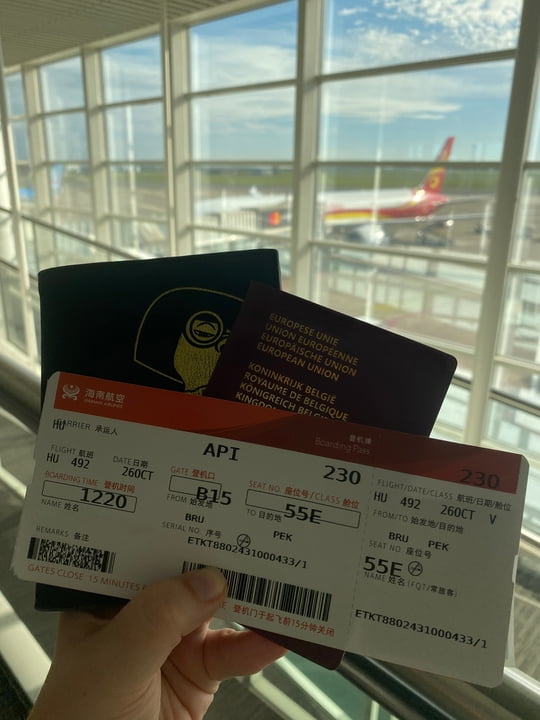 EUROPESE UNIE
UNION EUROPÉENNE
EUROPÄISCHE UNION
EUROPEAN UNION
KONINKRIJK BELGIË
ROYAUME DE BELGIQUE
KÖNIGREICH BELGIEN
海南航空
HAINAN AIRLINES
登机牌
Boarding Pass
CARRIER 承运人
HU
API
230
FLIGHT 航班
HU 492
DATE 日期
26OCT
GATE 登机口
B15
SEAT NO. 座位号/CLASS 舱位
55E
BOARDING TIME 登机时间
1220
FROM 始发地
BRU
TO 目的地
PEK
NAME 姓名
SERIAL NO. 序号
ETKT8802431000433/1
REMARKS 备注
GATES CLOSE 15 MINUTES
登机门于起飞前15分钟关闭
230
FLIGHT/DATE/CLASS 航班/日期/舱位
HU 492 26OCT V
FROM/TO 始发地/目的地
BRU PEK
SEAT NO. 座位号
55E
NAME 姓名 (FQT/常旅客)
ETKT8802431000433/1